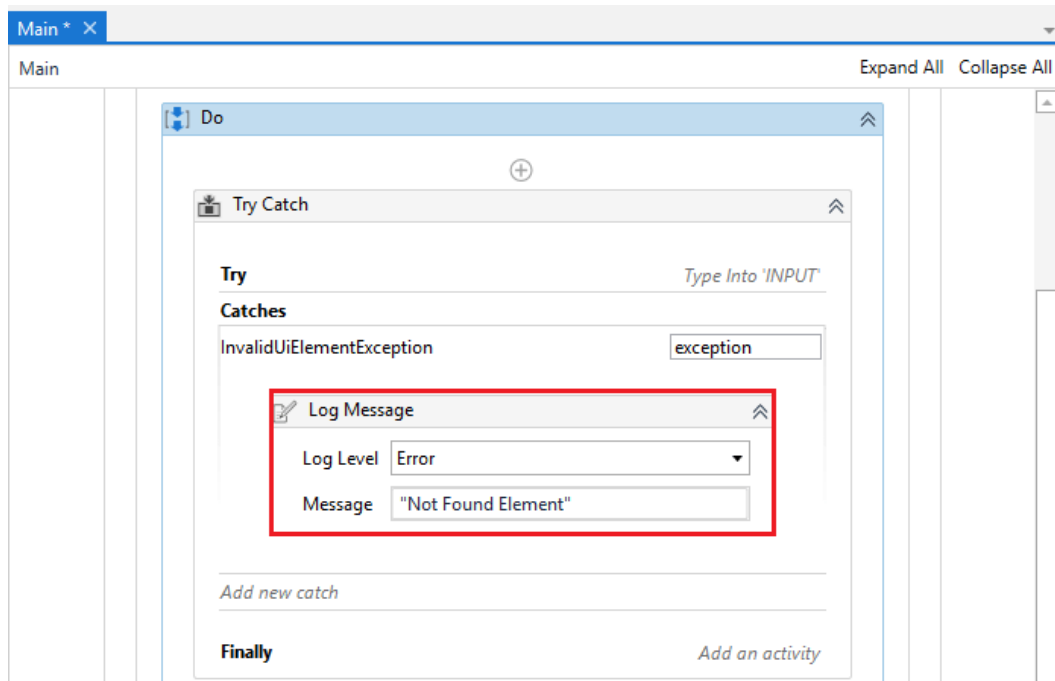 Main *
Main Expand All Collapse All
Do
Try Catch
Try Type Into 'INPUT'
Catches
InvalidUiElementException exception
Log Message
Log Level Error
Message "Not Found Element"
Add new catch
Finally Add an activity